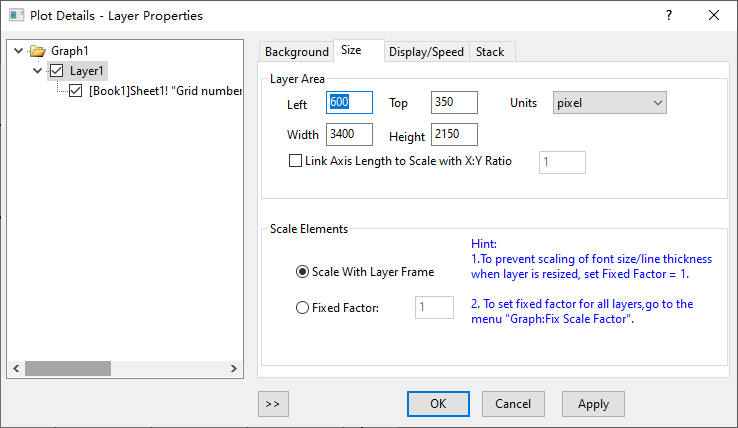 Plot Details - Layer Properties
Graph1
Layer1
[Book1]Sheet1! "Grid number
Background Size Display/Speed Stack
Layer Area
Left 600 Top 350 Units pixel
Width 3400 Height 2150
Link Axis Length to Scale with X:Y Ratio 1
Scale Elements
Scale With Layer Frame
Fixed Factor: 1
Hint:
1.To prevent scaling of font size/line thickness
when layer is resized, set Fixed Factor = 1.
2. To set fixed factor for all layers,go to the
menu "Graph:Fix Scale Factor".
>> OK Cancel Apply